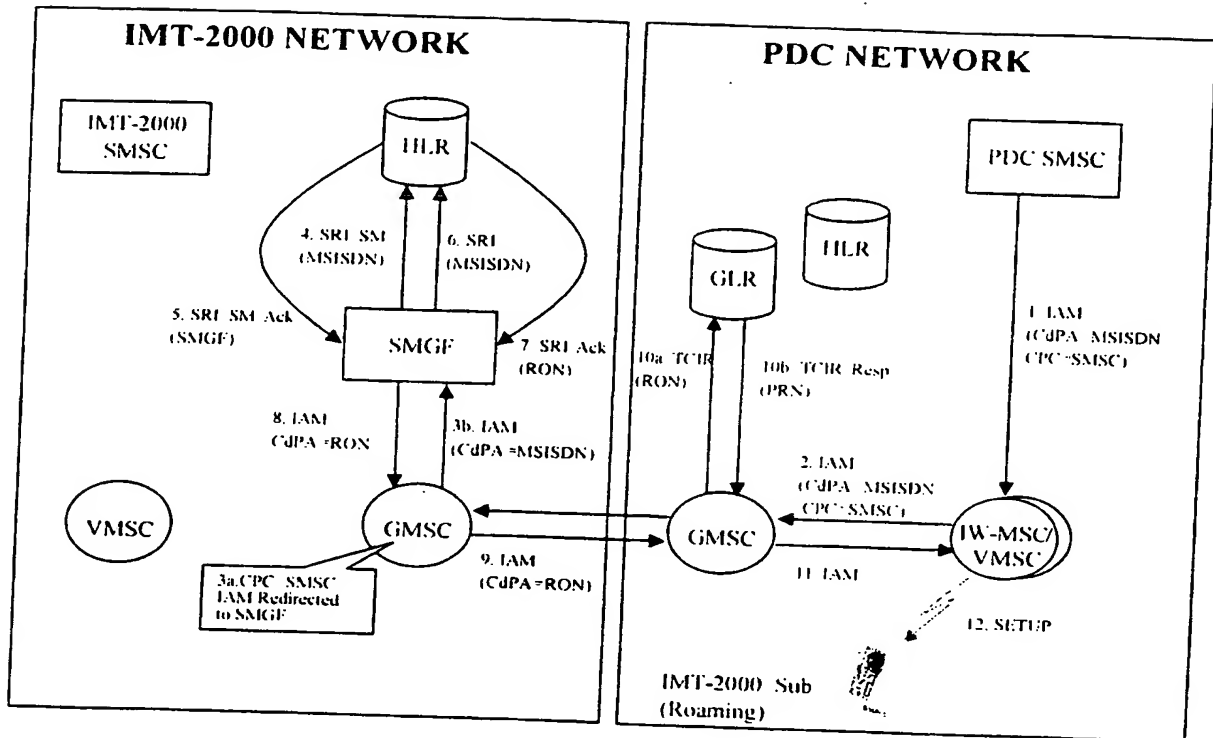 IMT-2000 NETWORK
IMT-2000
SMSC
HLR
4. SRI SM
(MSISDN)
6. SRI
(MSISDN)
5. SRI SM Ack
(SMGF)
SMGF
7. SRI Ack
(RON)
8. IAM
CdPA =RON
3b. IAM
(CdPA =MSISDN)
VMSC
GMSC
3a.CPC SMSC
IAM Redirected
to SMGF
9. IAM
(CdPA=RON)
PDC NETWORK
PDC SMSC
HLR
GLR
1. IAM
(CdPA MSISDN
CPC=SMSC)
10a TCIR
(RON)
10b TCIR Resp
(PRN)
2. IAM
(CdPA MSISDN
CPC=SMSC)
GMSC
IW-MSC/
VMSC
11. IAM
12. SETUP
IMT-2000 Sub
(Roaming)